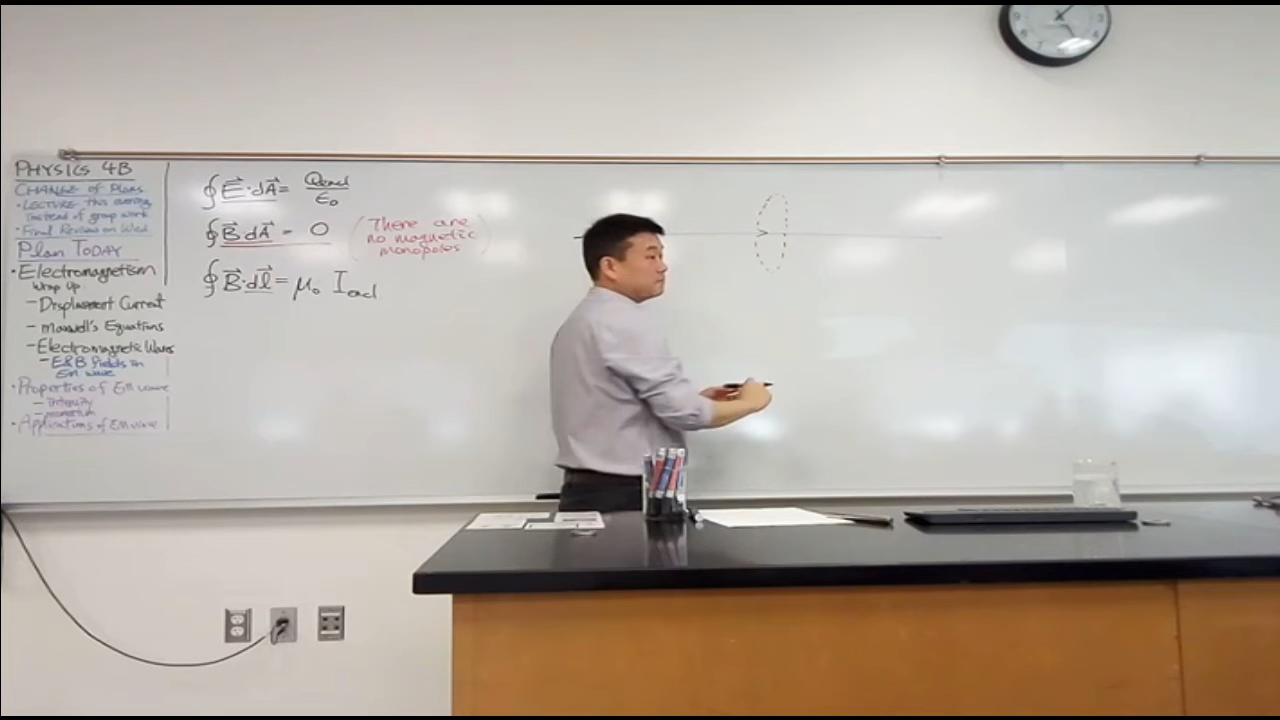 PHYSICS 4B
CHANGE of Plans
• LECTURE this evening
instead of group work
• Final Review on Wed.
Plan TODAY
• Electromagnetism
Wrap Up
- Displacement Current
- Maxwell's Equations
- Electromagnetic Waves
- E&B fields in
EM wave
• Properties of EM wave
- Intensity
- momentum
• Applications of EM wave
∮ E⃗·dA⃗ = Qencl / ε₀
∮ B⃗·dA⃗ = 0
(There are
no magnetic
monopoles)
∮ B⃗·dl⃗ = μ₀ Iencl